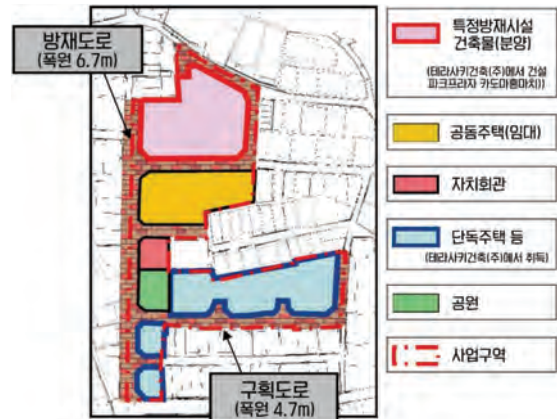 방재도로
(폭원 6.7m)
구획도로
(폭원 4.7m)
특정방재시설
건축물(분양)
(테라사키건축(주)에서 건설
파크프라자 카도마혼마치))
공동주택(임대)
자치회관
단독주택 등
(테라사키건축(주)에서 취득)
공원
사업구역